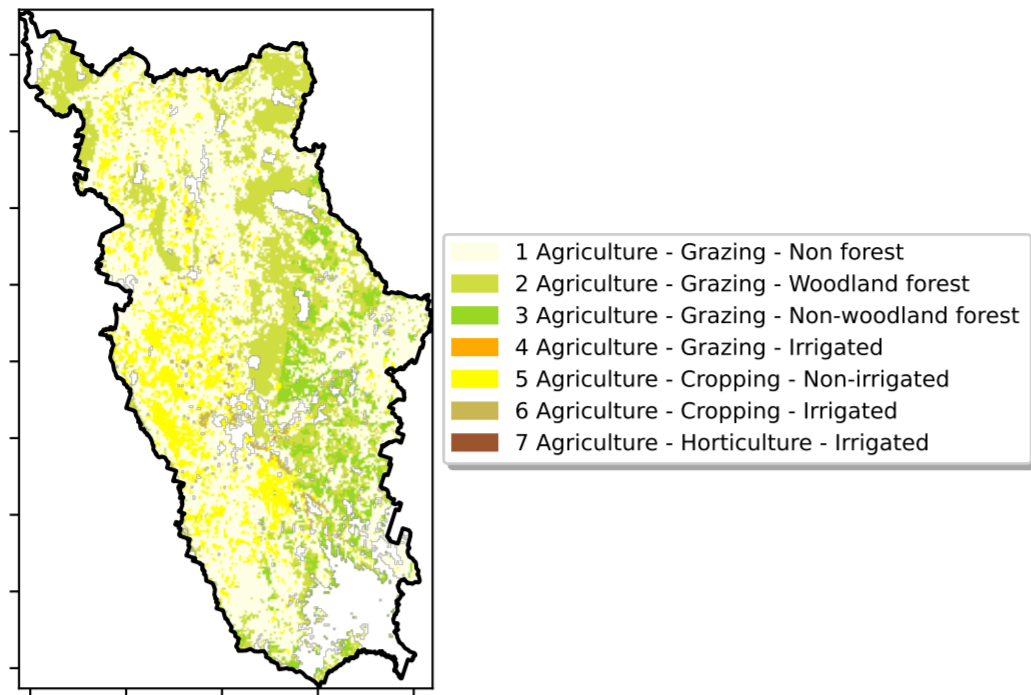 1 Agriculture - Grazing - Non forest
2 Agriculture - Grazing - Woodland forest
3 Agriculture - Grazing - Non-woodland forest
4 Agriculture - Grazing - Irrigated
5 Agriculture - Cropping - Non-irrigated
6 Agriculture - Cropping - Irrigated
7 Agriculture - Horticulture - Irrigated